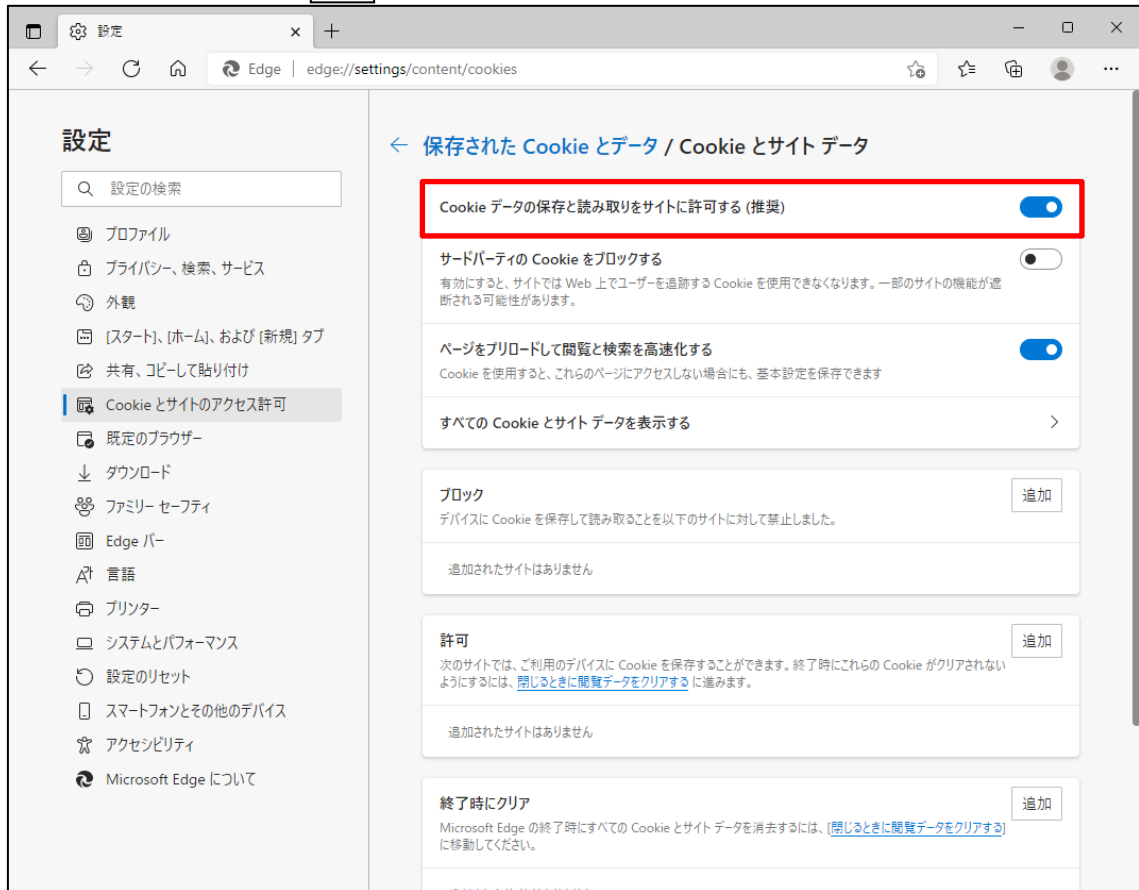 設定
Edge
edge://settings/content/cookies
設定
設定の検索
プロファイル
プライバシー、検索、サービス
外観
[スタート]、[ホーム]、および [新規] タブ
共有、コピーして貼り付け
Cookie とサイトのアクセス許可
既定のブラウザー
ダウンロード
ファミリー セーフティ
Edge バー
言語
プリンター
システムとパフォーマンス
設定のリセット
スマートフォンとその他のデバイス
アクセシビリティ
Microsoft Edge について
保存された Cookie とデータ / Cookie とサイト データ
Cookie データの保存と読み取りをサイトに許可する (推奨)
サードパーティの Cookie をブロックする
有効にすると、サイトでは Web 上でユーザーを追跡する Cookie を使用できなくなります。一部のサイトの機能が遮
断される可能性があります。
ページをプリロードして閲覧と検索を高速化する
Cookie を使用すると、これらのページにアクセスしない場合にも、基本設定を保存できます
すべての Cookie とサイト データを表示する
ブロック
追加
デバイスに Cookie を保存して読み取ることを以下のサイトに対して禁止しました。
追加されたサイトはありません
許可
追加
次のサイトでは、ご利用のデバイスに Cookie を保存することができます。終了時にこれらの Cookie がクリアされない
ようにするには、閉じるときに閲覧データをクリアする に進みます。
追加されたサイトはありません
終了時にクリア
追加
Microsoft Edge の終了時にすべての Cookie とサイト データを消去するには、[閉じるときに閲覧データをクリアする]
に移動してください。